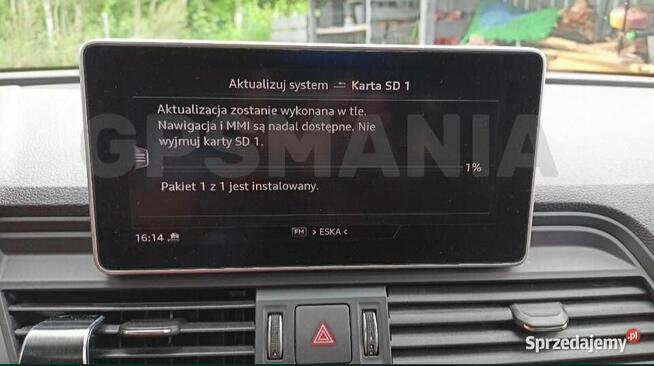 Aktualizuj system Karta SD 1
Aktualizacja zostanie wykonana w tle.
Nawigacja i MMI są nadal dostępne. Nie
wyjmuj karty SD 1.
GPSMANIA
1%
Pakiet 1 z 1 jest instalowany.
16:14
FM > ESKA <
Sprzedajemy.pl